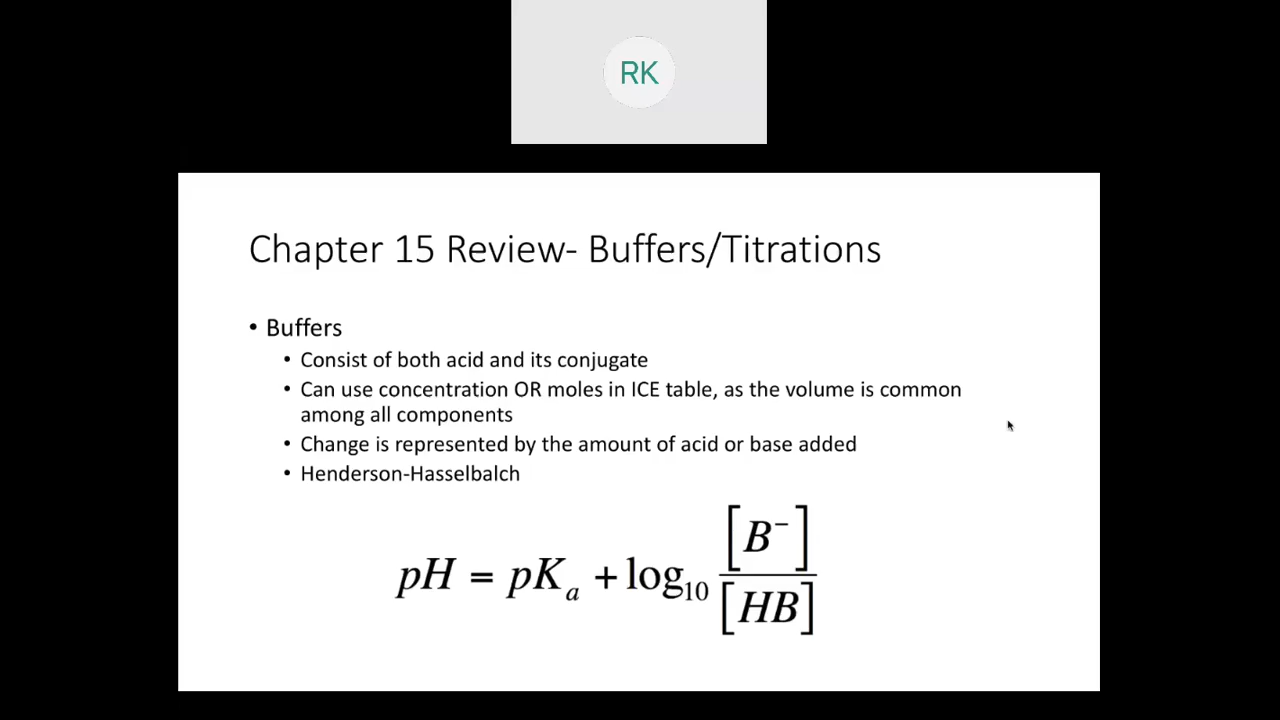 RK
Chapter 15 Review- Buffers/Titrations
• Buffers
• Consist of both acid and its conjugate
• Can use concentration OR moles in ICE table, as the volume is common
among all components
• Change is represented by the amount of acid or base added
• Henderson-Hasselbalch
pH = pKₐ + log₁₀ [B⁻] / [HB]